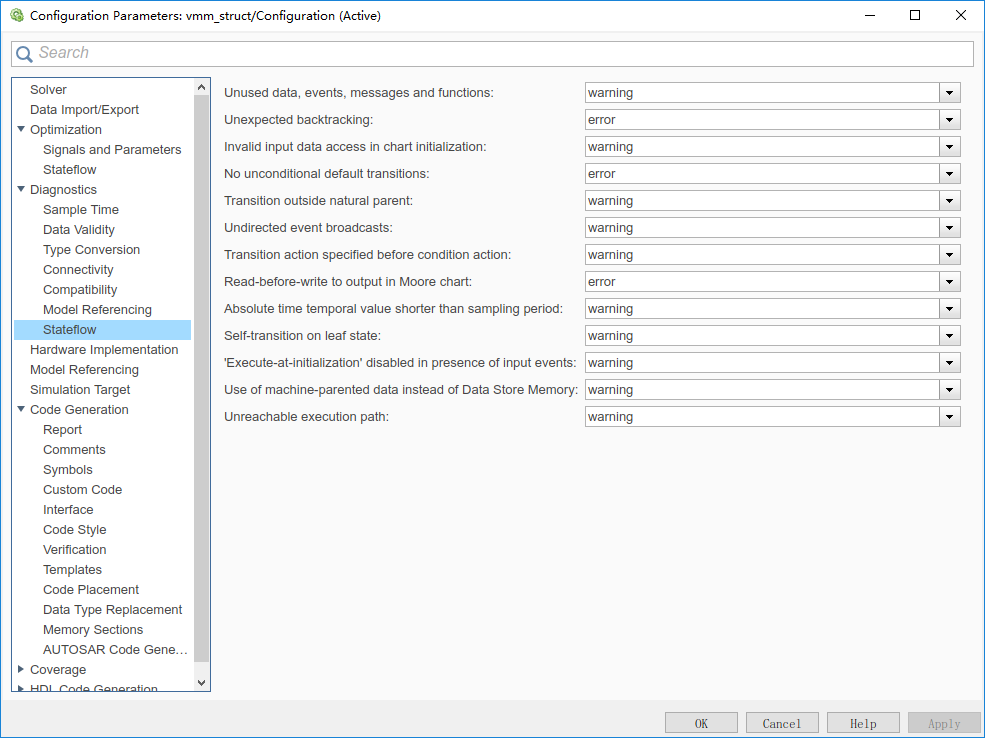 Configuration Parameters: vmm_struct/Configuration (Active)
Search
Solver
Data Import/Export
Optimization
Signals and Parameters
Stateflow
Diagnostics
Sample Time
Data Validity
Type Conversion
Connectivity
Compatibility
Model Referencing
Stateflow
Hardware Implementation
Model Referencing
Simulation Target
Code Generation
Report
Comments
Symbols
Custom Code
Interface
Code Style
Verification
Templates
Code Placement
Data Type Replacement
Memory Sections
AUTOSAR Code Gene...
Coverage
HDL Code Generation
Unused data, events, messages and functions: warning
Unexpected backtracking: error
Invalid input data access in chart initialization: warning
No unconditional default transitions: error
Transition outside natural parent: warning
Undirected event broadcasts: warning
Transition action specified before condition action: warning
Read-before-write to output in Moore chart: error
Absolute time temporal value shorter than sampling period: warning
Self-transition on leaf state: warning
'Execute-at-initialization' disabled in presence of input events: warning
Use of machine-parented data instead of Data Store Memory: warning
Unreachable execution path: warning
OK Cancel Help Apply